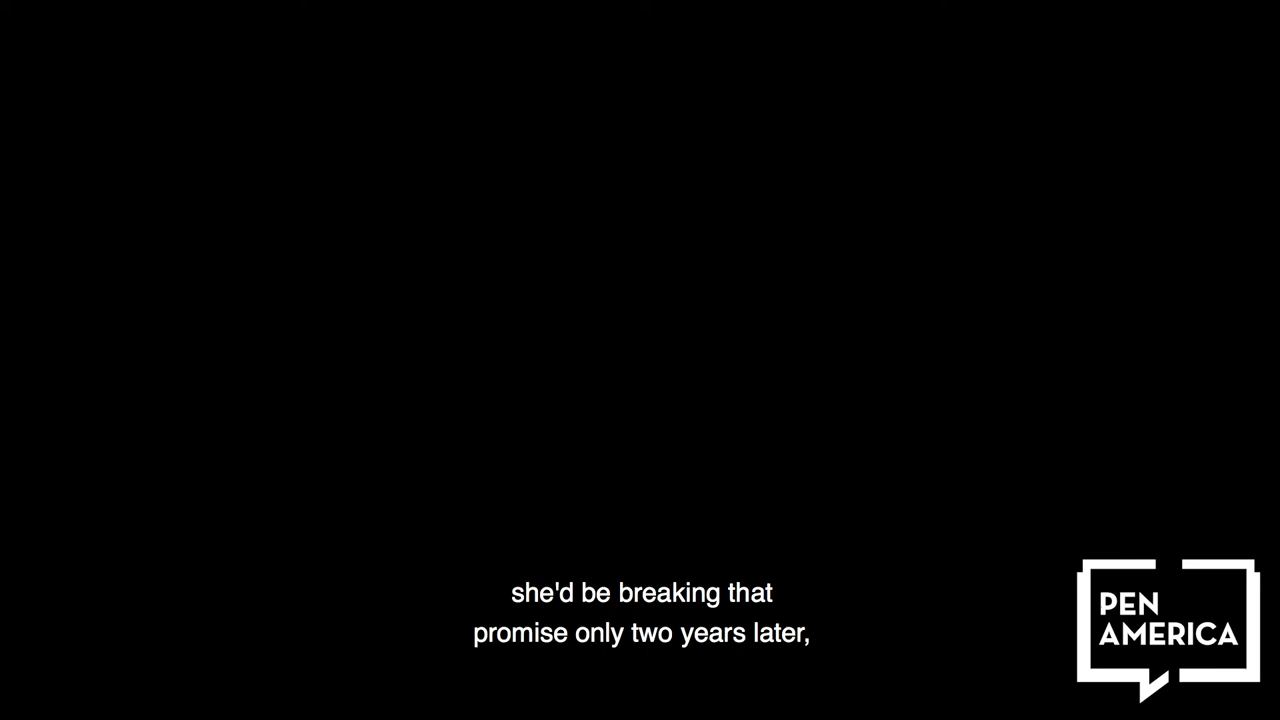 she'd be breaking that
promise only two years later,
PEN
AMERICA